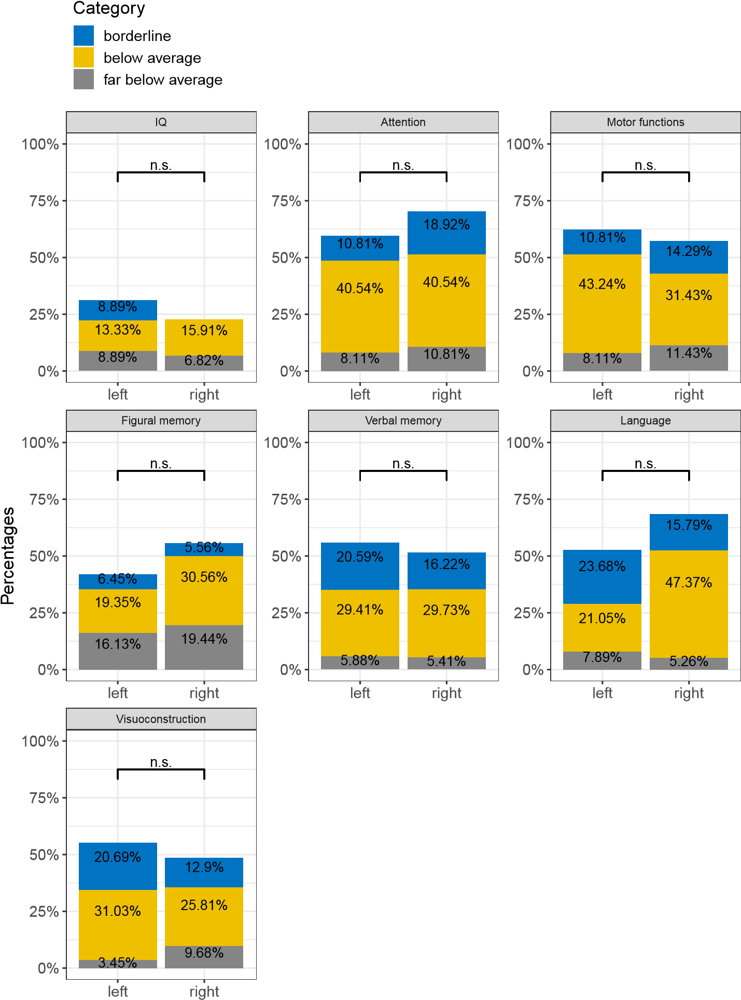 Category
borderline
below average
far below average
IQ
Attention
Motor functions
100%
75%
50%
25%
0%
n.s.
8.89%
13.33%
15.91%
8.89%
6.82%
left right
100%
75%
50%
25%
0%
n.s.
18.92%
10.81%
40.54%
40.54%
8.11%
10.81%
left right
100%
75%
50%
25%
0%
n.s.
10.81%
14.29%
43.24%
31.43%
8.11%
11.43%
left right
Percentages
Figural memory
Verbal memory
Language
100%
75%
50%
25%
0%
n.s.
5.56%
6.45%
30.56%
19.35%
16.13%
19.44%
left right
100%
75%
50%
25%
0%
n.s.
20.59%
16.22%
29.41%
29.73%
5.88%
5.41%
left right
100%
75%
50%
25%
0%
n.s.
15.79%
23.68%
47.37%
21.05%
7.89%
5.26%
left right
Visuoconstruction
100%
75%
50%
25%
0%
n.s.
20.69%
12.9%
31.03%
25.81%
3.45%
9.68%
left right